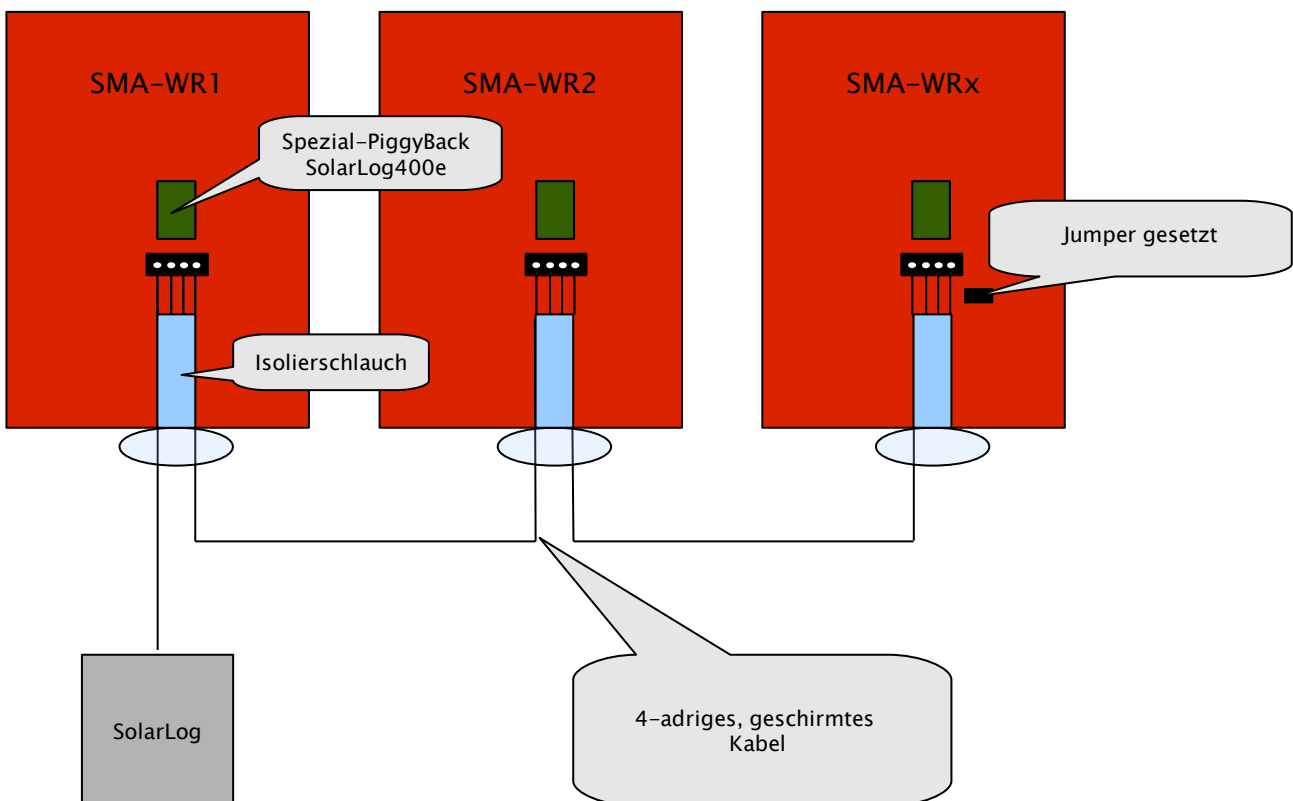 SMA-WR1
SMA-WR2
SMA-WRx
Spezial-PiggyBack
SolarLog400e
Jumper gesetzt
Isolierschlauch
4-adriges, geschirmtes
Kabel
SolarLog